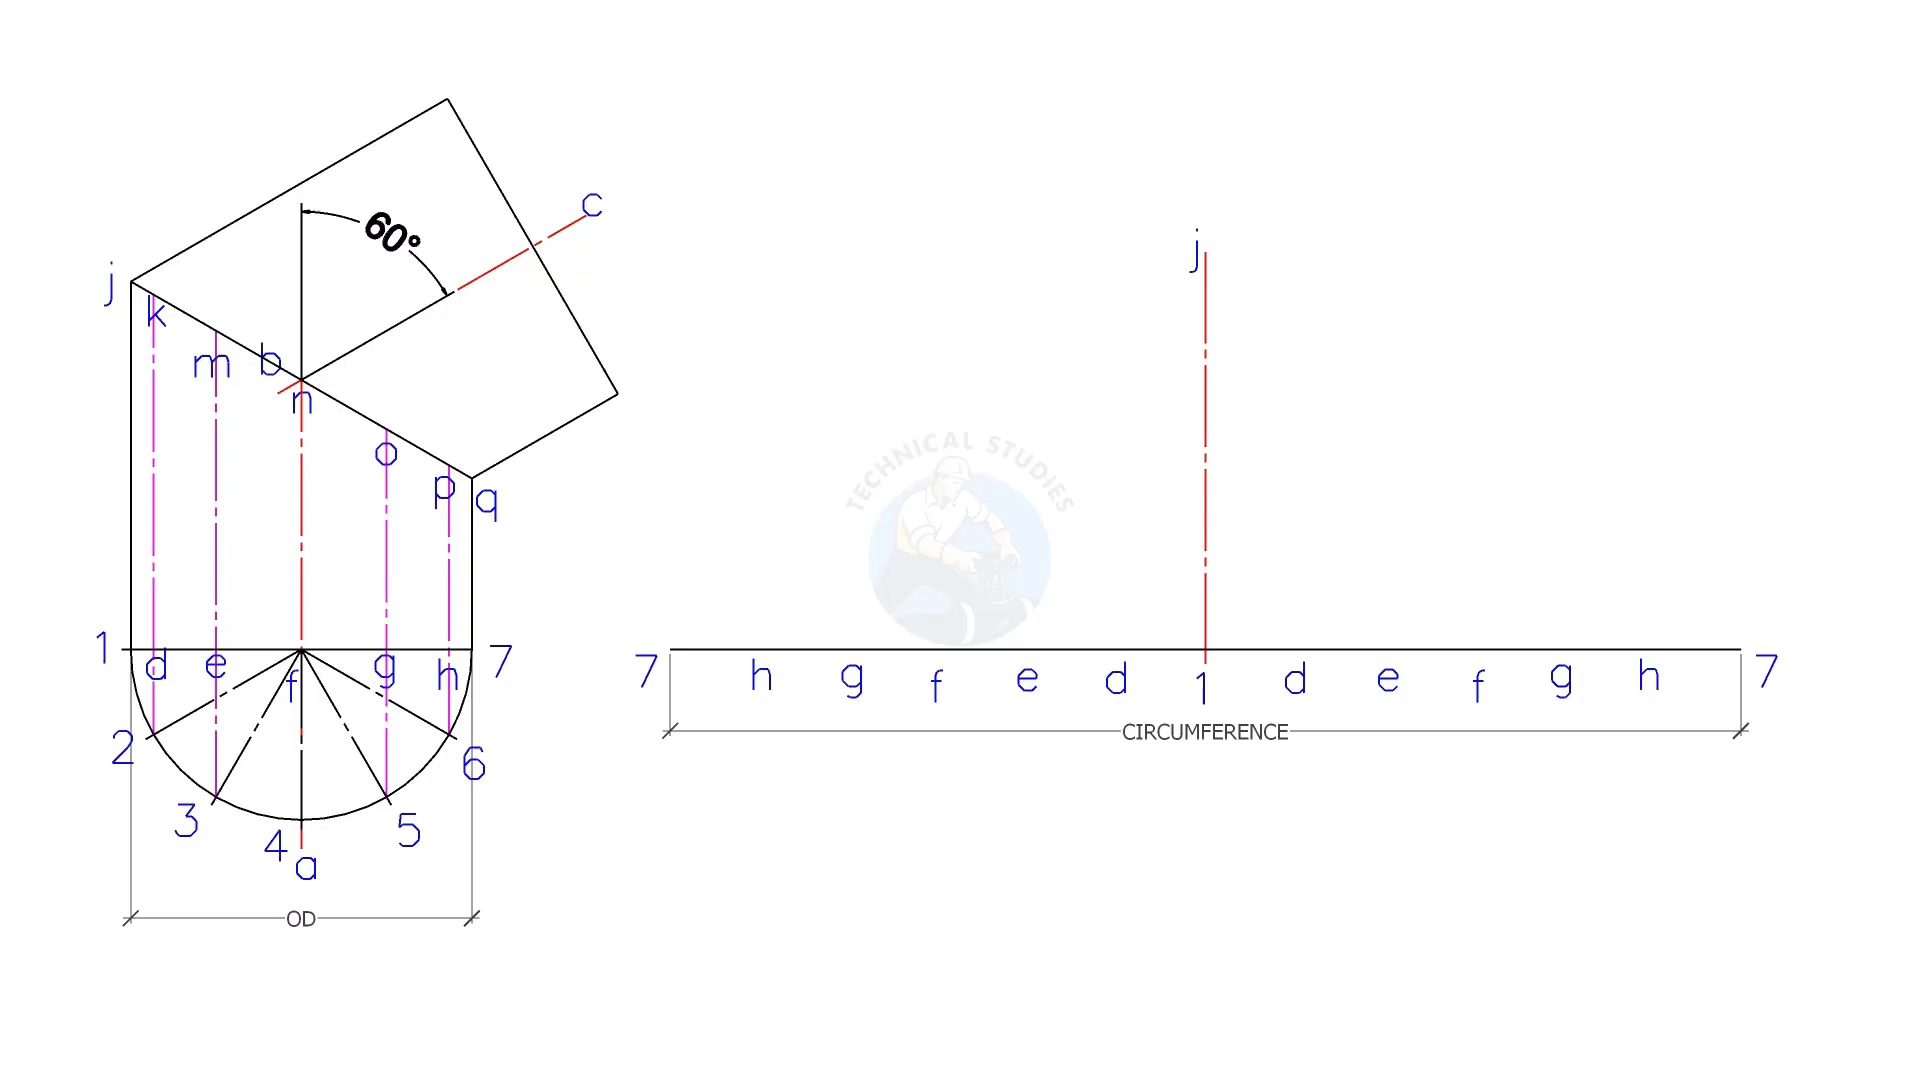 c
60°
j
j
k
m
b
n
TECHNICAL STUDIES
o
p
q
1
d
e
f
g
h
7
7
h
g
f
e
d
1
d
e
f
g
h
7
2
6
CIRCUMFERENCE
3
4
5
a
OD